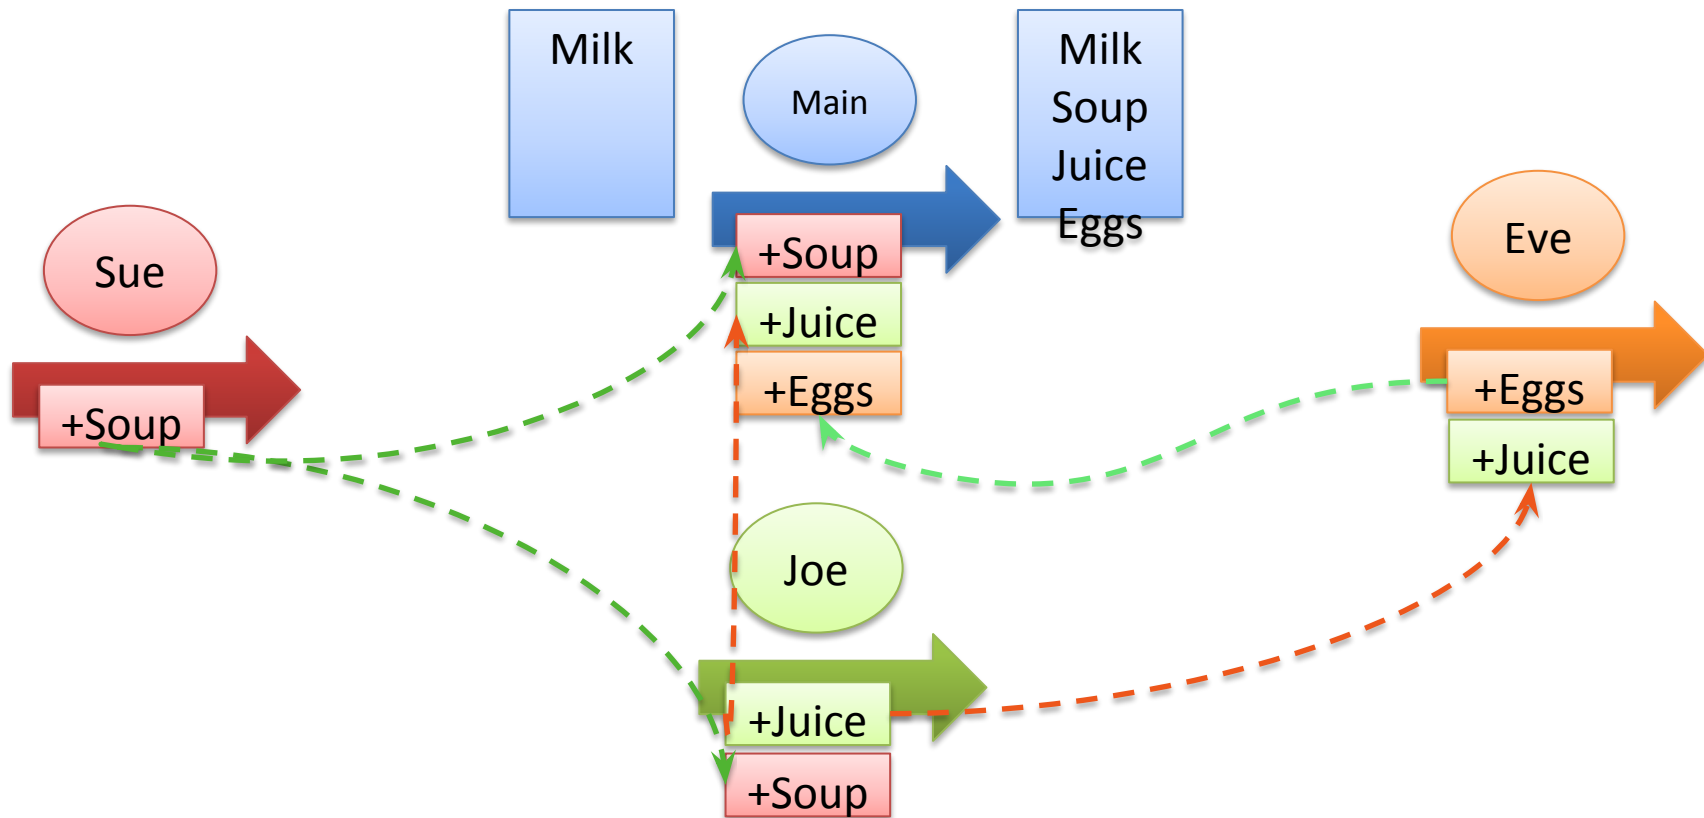 Milk
Main
Milk
Soup
Juice
Eggs
Sue
+Soup
+Soup
+Juice
+Eggs
Eve
+Eggs
+Juice
Joe
+Juice
+Soup